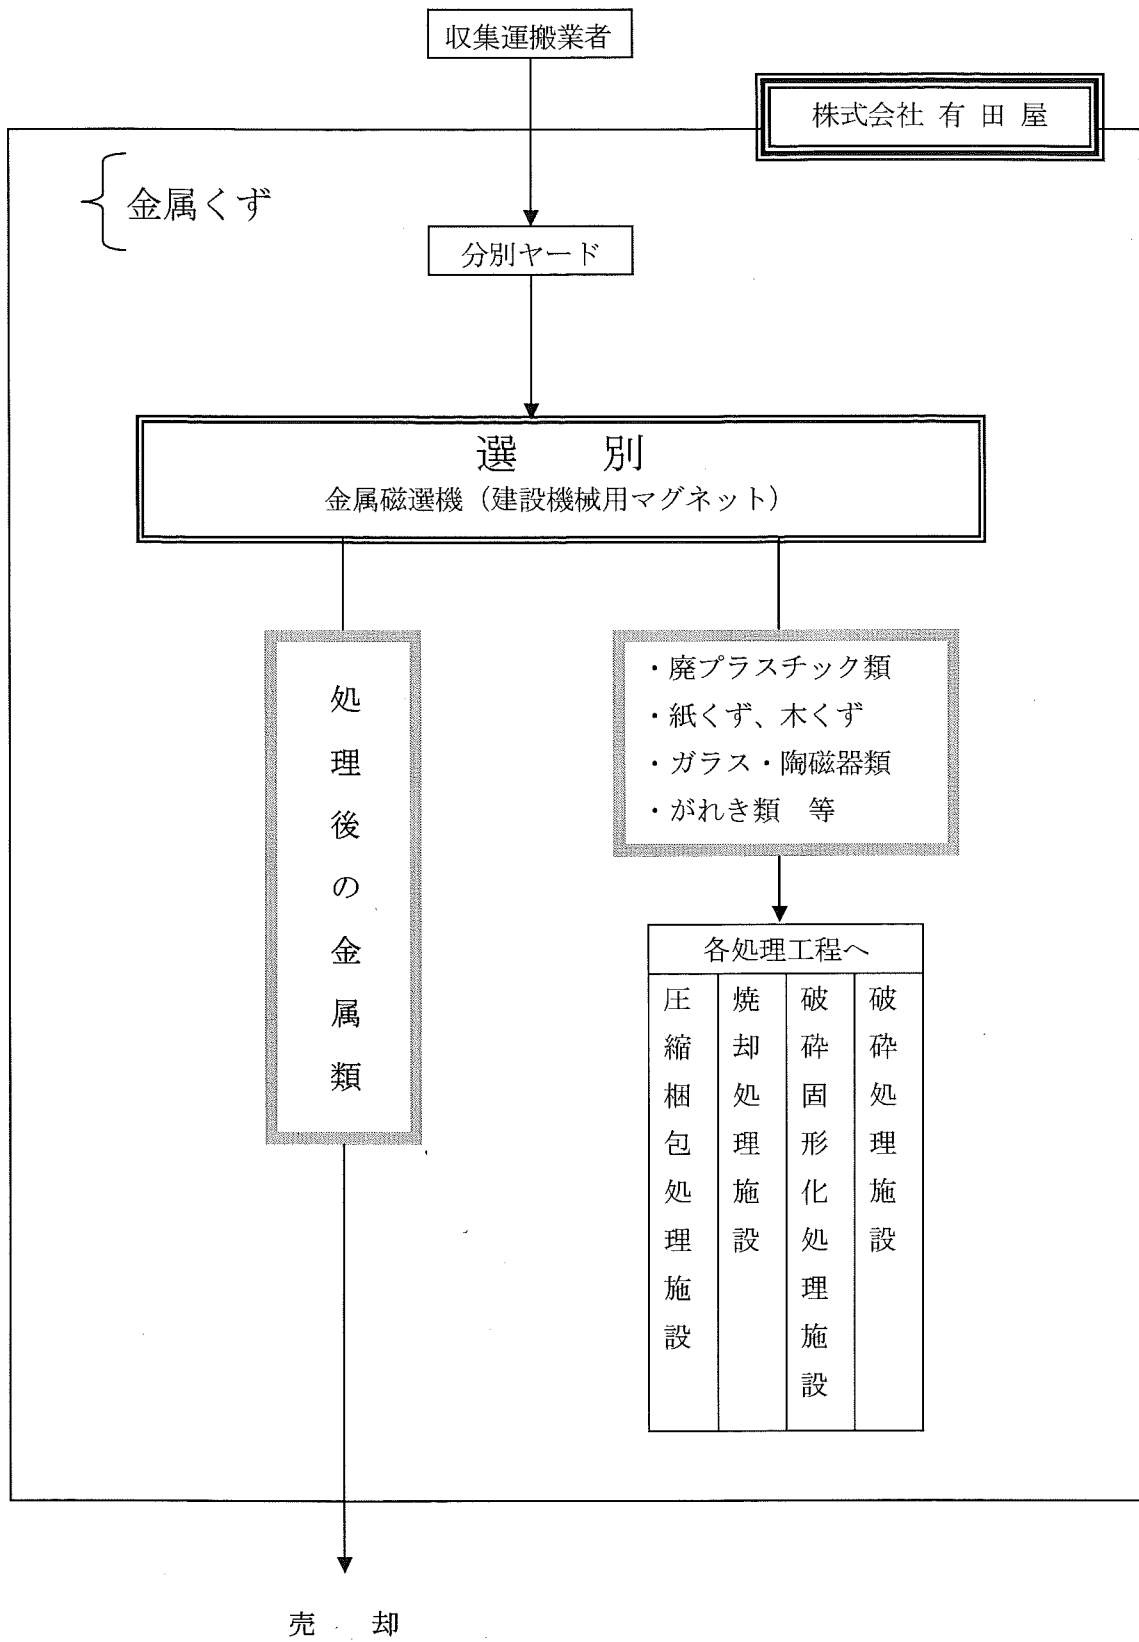 収集運搬業者
株式会社 有 田 屋
金属くず
分別ヤード
選　別
金属磁選機（建設機械用マグネット）
処理後の金属類
・廃プラスチック類
・紙くず、木くず
・ガラス・陶磁器類
・がれき類　等
各処理工程へ
圧縮梱包処理施設
焼却処理施設
破砕固形化処理施設
破砕処理施設
売　却